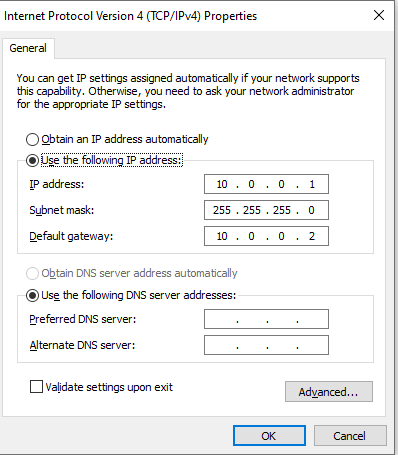 Internet Protocol Version 4 (TCP/IPv4) Properties
General
You can get IP settings assigned automatically if your network supports
this capability. Otherwise, you need to ask your network administrator
for the appropriate IP settings.
Obtain an IP address automatically
Use the following IP address:
IP address: 10 . 0 . 0 . 1
Subnet mask: 255 . 255 . 255 . 0
Default gateway: 10 . 0 . 0 . 2
Obtain DNS server address automatically
Use the following DNS server addresses:
Preferred DNS server: . . .
Alternate DNS server: . . .
Validate settings upon exit
Advanced...
OK Cancel